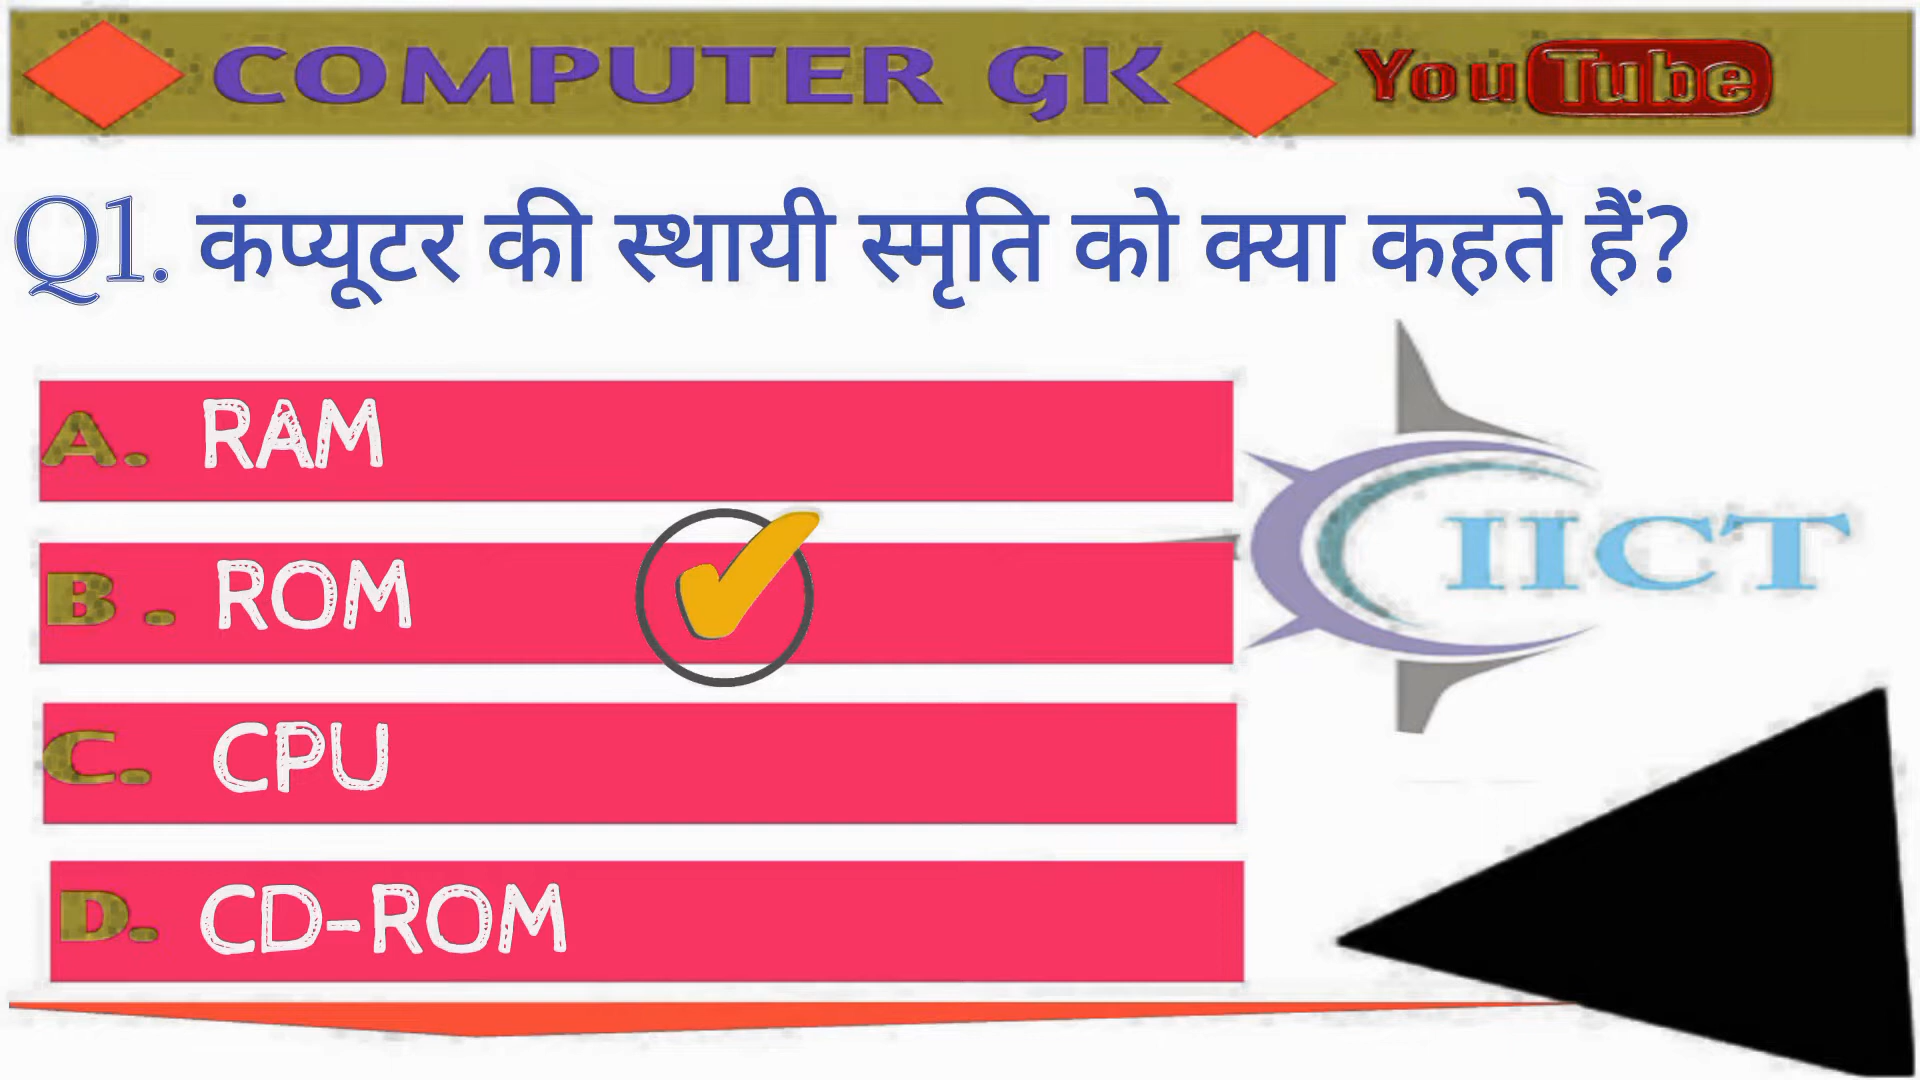 COMPUTER GK YouTube
Q1. कंप्यूटर की स्थायी स्मृति को क्या कहते हैं?
A. RAM
B. ROM
C. CPU
D. CD-ROM
IICT